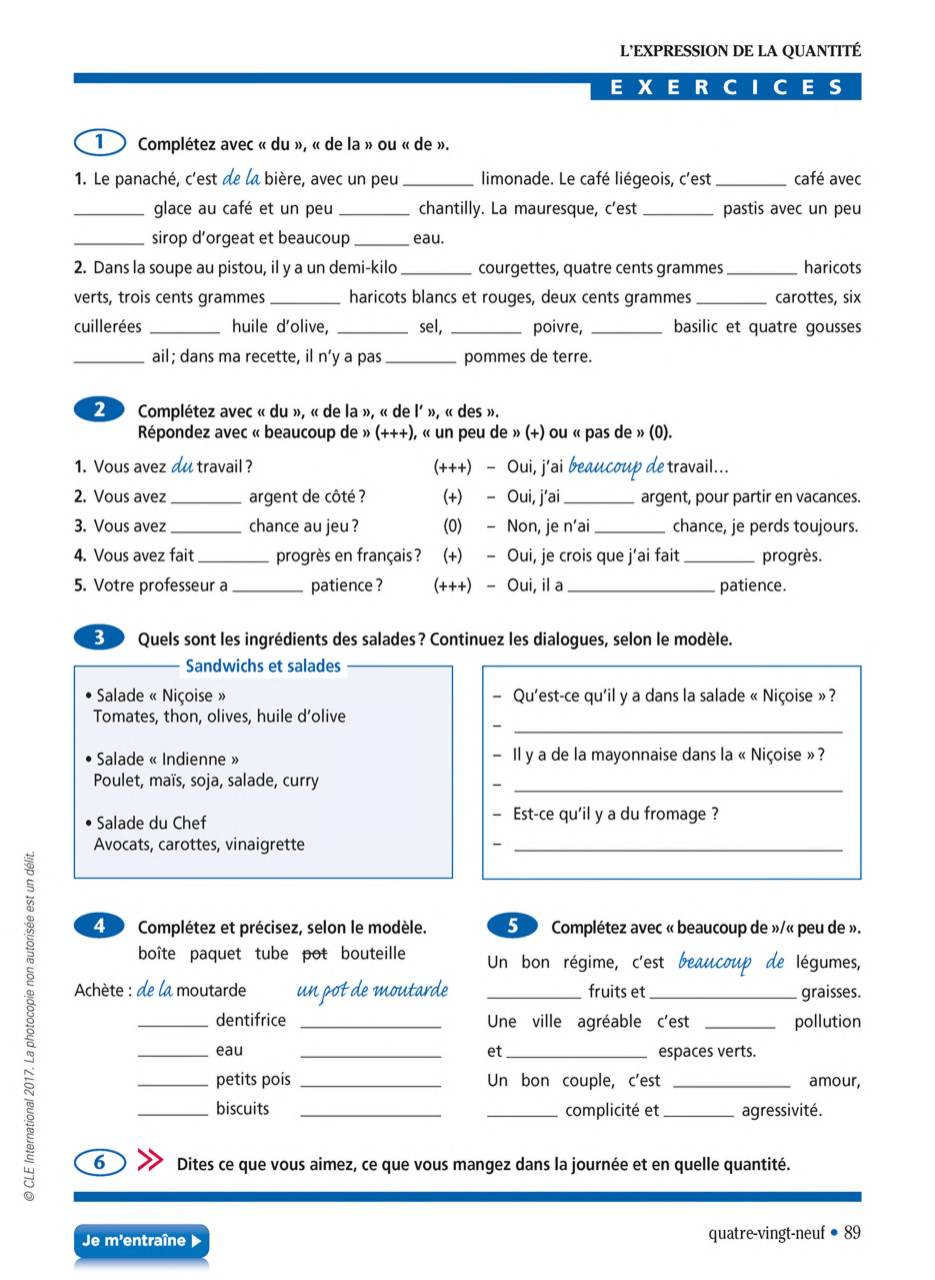 L'EXPRESSION DE LA QUANTITÉ
EXERCICES
1 Complétez avec « du », « de la » ou « de ».
1. Le panaché, c'est de la bière, avec un peu ________ limonade. Le café liégeois, c'est ________ café avec
________ glace au café et un peu ________ chantilly. La mauresque, c'est ________ pastis avec un peu
________ sirop d'orgeat et beaucoup ______ eau.
2. Dans la soupe au pistou, il y a un demi-kilo ________ courgettes, quatre cents grammes ________ haricots
verts, trois cents grammes ________ haricots blancs et rouges, deux cents grammes ________ carottes, six
cuillerées ________ huile d'olive, ________ sel, ________ poivre, ________ basilic et quatre gousses
________ ail ; dans ma recette, il n'y a pas ________ pommes de terre.
2 Complétez avec « du », « de la », « de l' », « des ».
Répondez avec « beaucoup de » (+++), « un peu de » (+) ou « pas de » (0).
1. Vous avez du travail ? (+++) – Oui, j'ai beaucoup de travail…
2. Vous avez ________ argent de côté ? (+) – Oui, j'ai ________ argent, pour partir en vacances.
3. Vous avez ________ chance au jeu ? (0) – Non, je n'ai ________ chance, je perds toujours.
4. Vous avez fait ________ progrès en français ? (+) – Oui, je crois que j'ai fait ________ progrès.
5. Votre professeur a ________ patience ? (+++) – Oui, il a ________________ patience.
3 Quels sont les ingrédients des salades ? Continuez les dialogues, selon le modèle.
Sandwichs et salades
• Salade « Niçoise »
Tomates, thon, olives, huile d'olive
• Salade « Indienne »
Poulet, maïs, soja, salade, curry
• Salade du Chef
Avocats, carottes, vinaigrette
– Qu'est-ce qu'il y a dans la salade « Niçoise » ?
– ________________
– Il y a de la mayonnaise dans la « Niçoise » ?
– ________________
– Est-ce qu'il y a du fromage ?
– ________________
4 Complétez et précisez, selon le modèle.
boîte paquet tube pot bouteille
Achète : de la moutarde un pot de moutarde
________ dentifrice ________________
________ eau ________________
________ petits pois ________________
________ biscuits ________________
5 Complétez avec « beaucoup de »/« peu de ».
Un bon régime, c'est beaucoup de légumes,
__________ fruits et ________________ graisses.
Une ville agréable c'est ________ pollution
et ________________ espaces verts.
Un bon couple, c'est ______________ amour,
________ complicité et ________ agressivité.
6 Dites ce que vous aimez, ce que vous mangez dans la journée et en quelle quantité.
© CLE International 2017. La photocopie non autorisée est un délit.
Je m'entraîne
quatre-vingt-neuf • 89